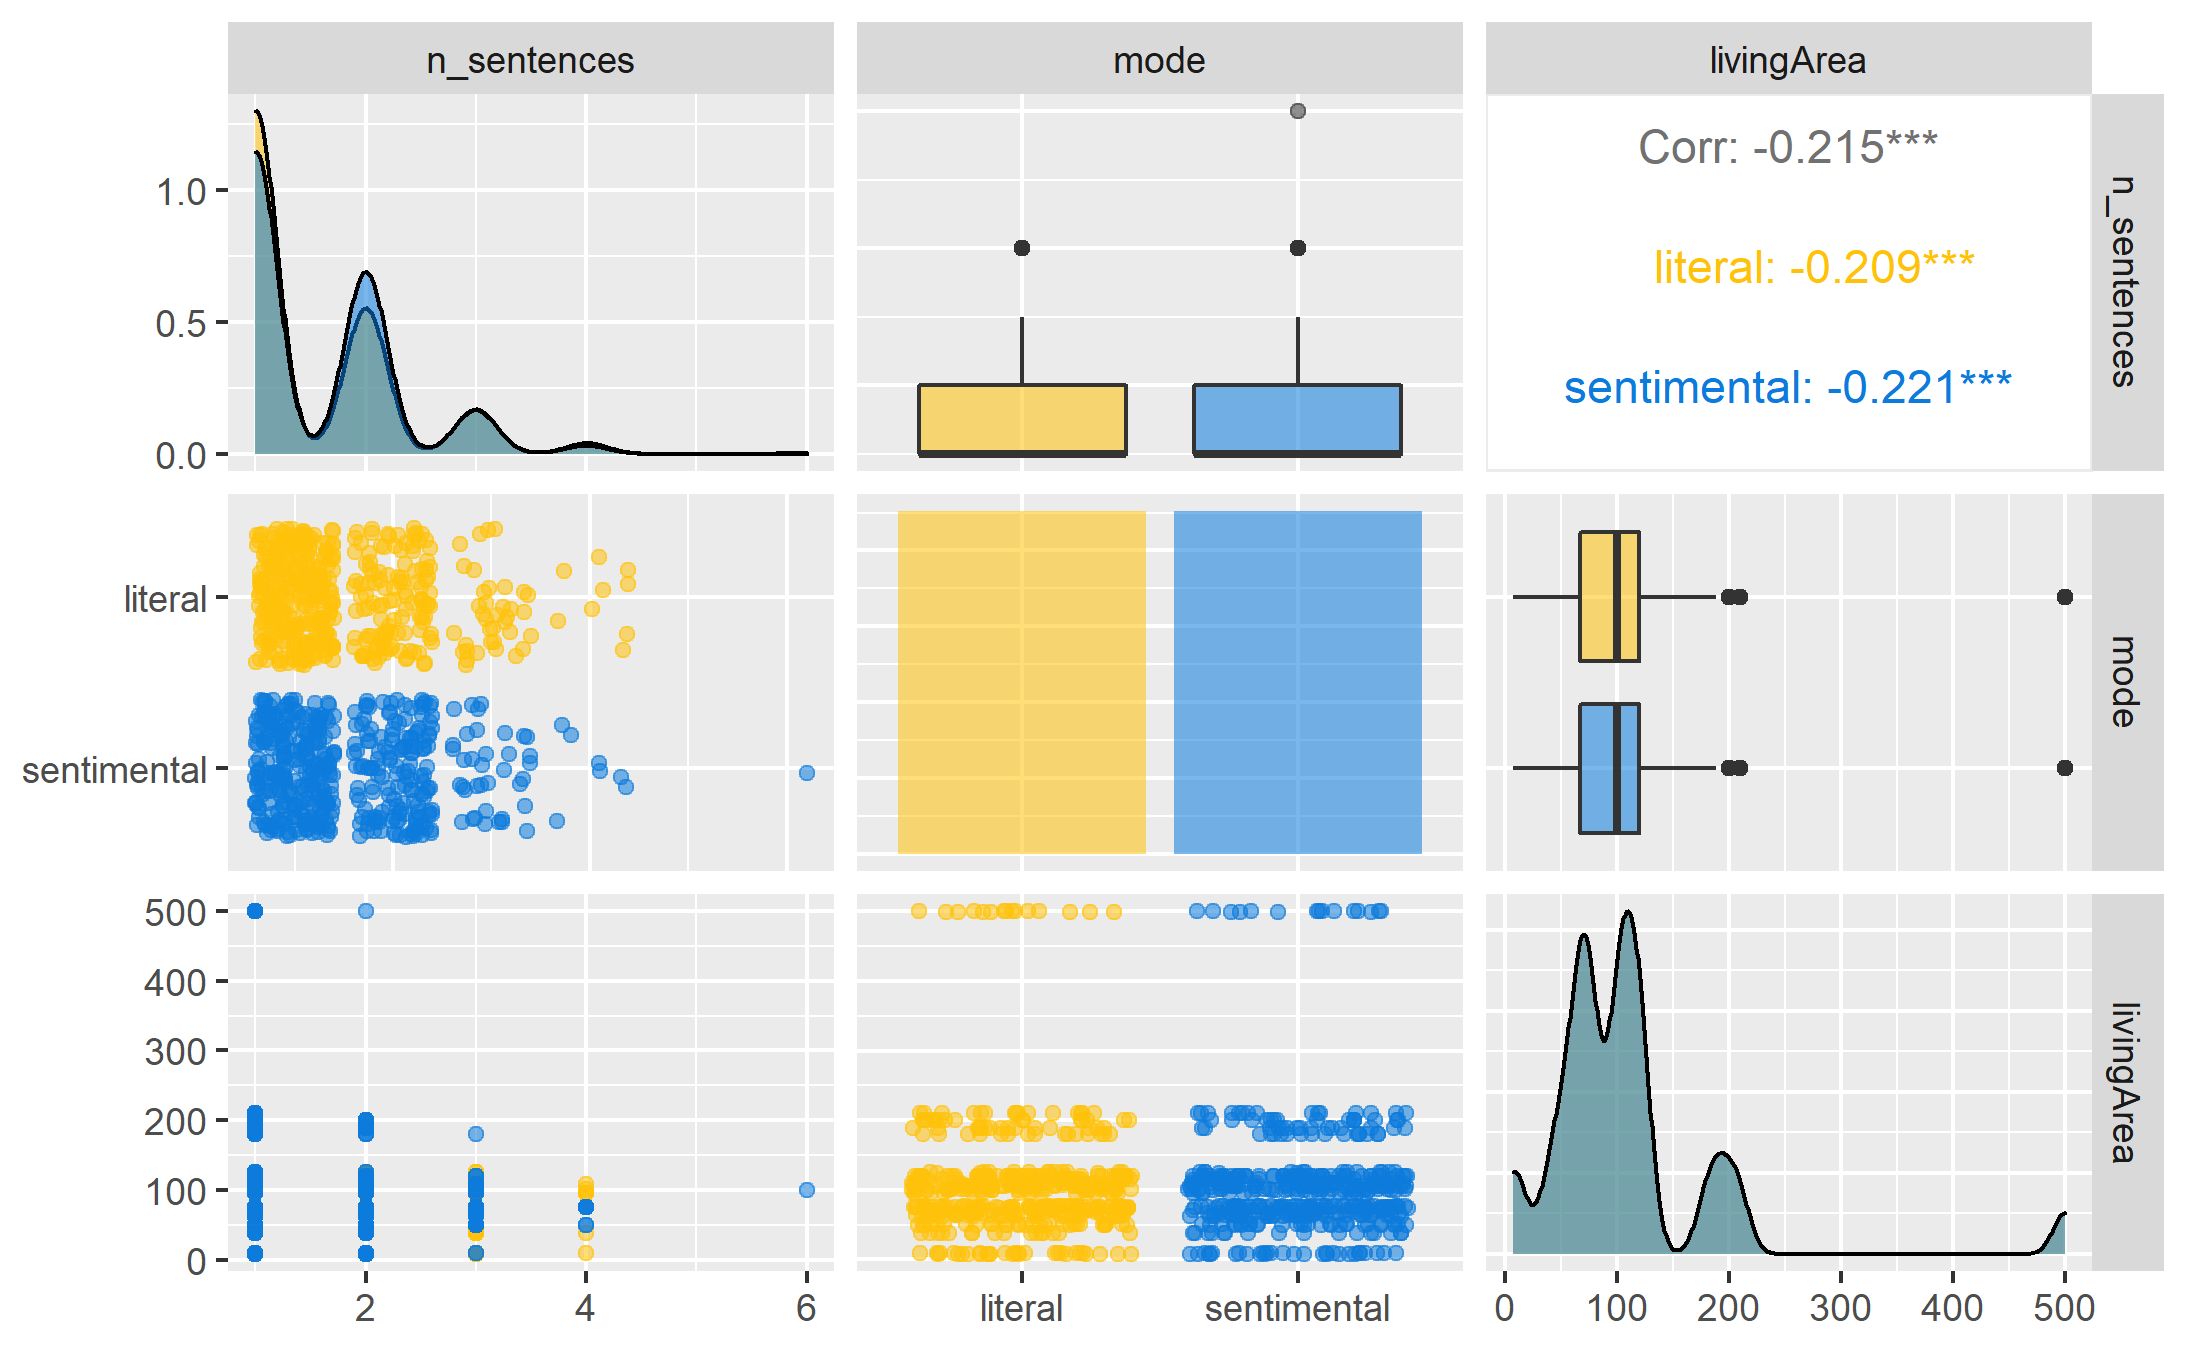 n_sentences mode livingArea
1.0
0.5
0.0
Corr: -0.215***
literal: -0.209***
sentimental: -0.221***
n_sentences
literal
sentimental
mode
500
400
300
200
100
0
livingArea
2 4 6
literal sentimental
0 100 200 300 400 500